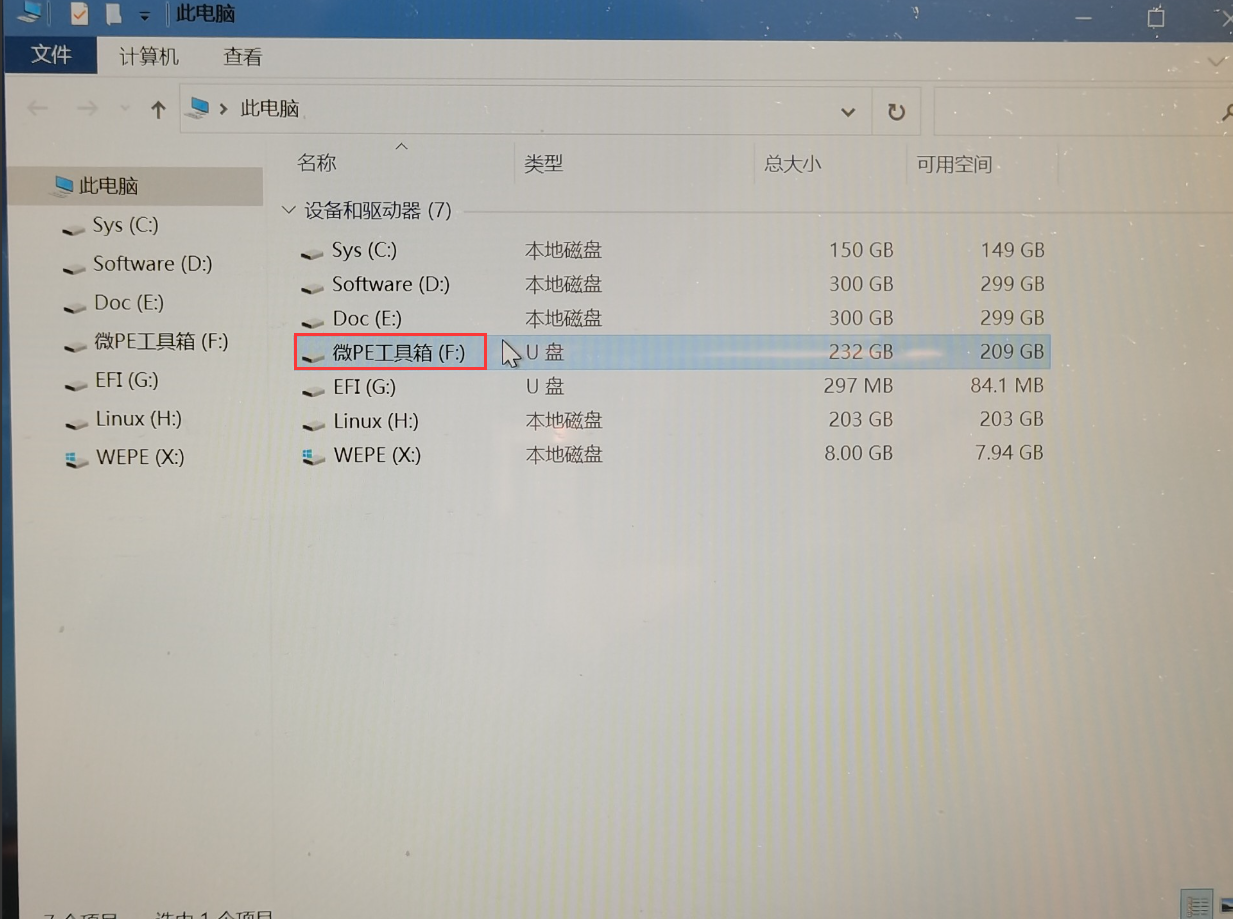 此电脑
文件 计算机 查看
此电脑
名称 类型 总大小 可用空间
此电脑
Sys (C:)
Software (D:)
Doc (E:)
微PE工具箱 (F:)
EFI (G:)
Linux (H:)
WEPE (X:)
设备和驱动器 (7)
Sys (C:) 本地磁盘 150 GB 149 GB
Software (D:) 本地磁盘 300 GB 299 GB
Doc (E:) 本地磁盘 300 GB 299 GB
微PE工具箱 (F:) U 盘 232 GB 209 GB
EFI (G:) U 盘 297 MB 84.1 MB
Linux (H:) 本地磁盘 203 GB 203 GB
WEPE (X:) 本地磁盘 8.00 GB 7.94 GB
7 个项目 选中 1 个项目